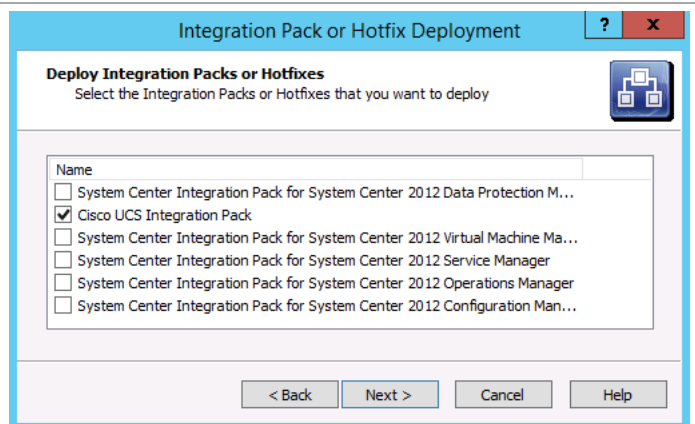 Integration Pack or Hotfix Deployment
? x
Deploy Integration Packs or Hotfixes
Select the Integration Packs or Hotfixes that you want to deploy
Name
System Center Integration Pack for System Center 2012 Data Protection M...
Cisco UCS Integration Pack
System Center Integration Pack for System Center 2012 Virtual Machine Ma...
System Center Integration Pack for System Center 2012 Service Manager
System Center Integration Pack for System Center 2012 Operations Manager
System Center Integration Pack for System Center 2012 Configuration Man...
< Back Next > Cancel Help